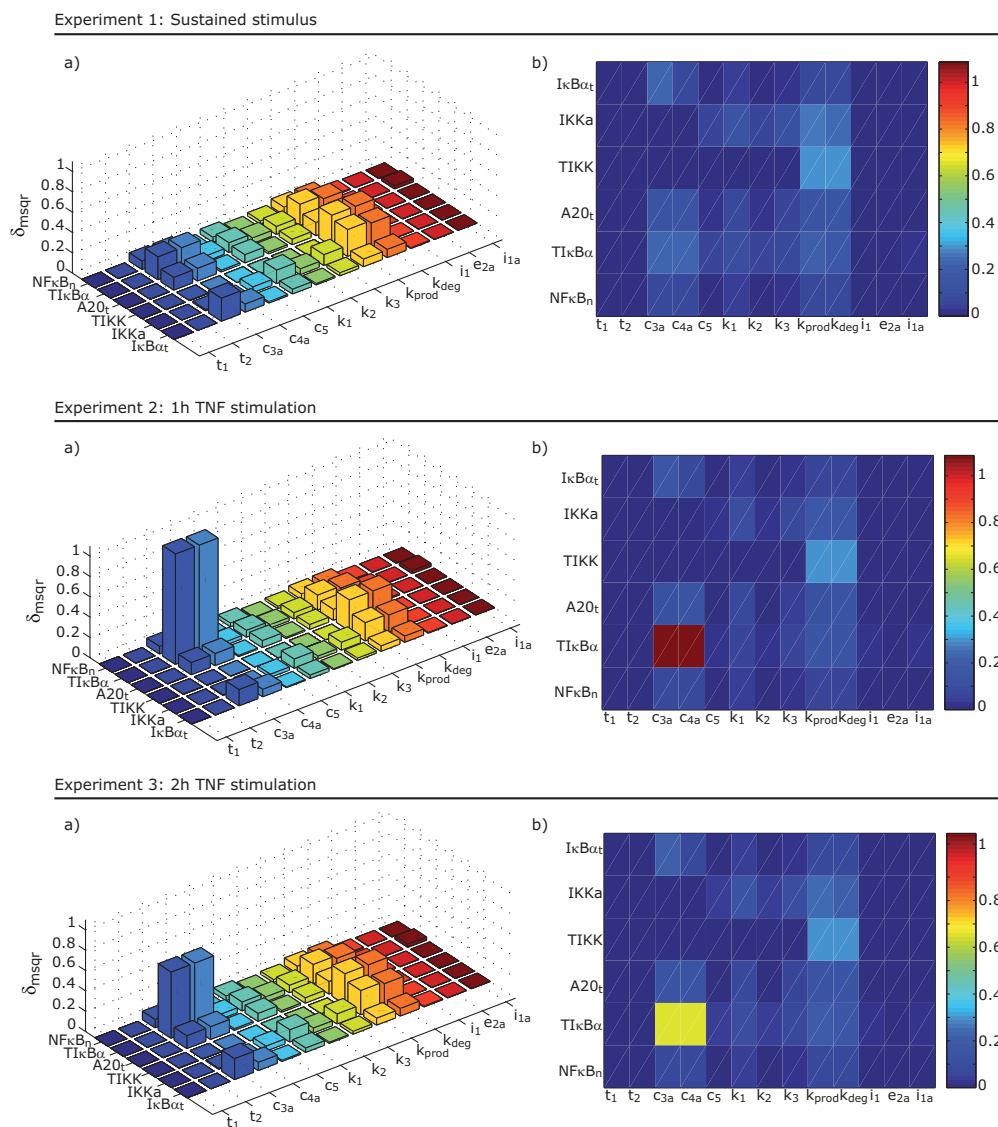 Experiment 1: Sustained stimulus
a)
1
0.8
0.6
0.4
0.2
0
δmsqr
NFκBn
TIκBα
A20t
TIKK
IKKa
IκBαt
t1
t2
c3a
c4a
c5
k1
k2
k3
kprod
kdeg
i1
e2a
i1a
b)
IκBαt
IKKa
TIKK
A20t
TIκBα
NFκBn
t1 t2 c3a c4a c5 k1 k2 k3 kprod kdeg i1 e2a i1a
1
0.8
0.6
0.4
0.2
0
Experiment 2: 1h TNF stimulation
a)
1
0.8
0.6
0.4
0.2
0
δmsqr
NFκBn
TIκBα
A20t
TIKK
IKKa
IκBαt
t1
t2
c3a
c4a
c5
k1
k2
k3
kprod
kdeg
i1
e2a
i1a
b)
IκBαt
IKKa
TIKK
A20t
TIκBα
NFκBn
t1 t2 c3a c4a c5 k1 k2 k3 kprod kdeg i1 e2a i1a
1
0.8
0.6
0.4
0.2
0
Experiment 3: 2h TNF stimulation
a)
1
0.8
0.6
0.4
0.2
0
δmsqr
NFκBn
TIκBα
A20t
TIKK
IKKa
IκBαt
t1
t2
c3a
c4a
c5
k1
k2
k3
kprod
kdeg
i1
e2a
i1a
b)
IκBαt
IKKa
TIKK
A20t
TIκBα
NFκBn
t1 t2 c3a c4a c5 k1 k2 k3 kprod kdeg i1 e2a i1a
1
0.8
0.6
0.4
0.2
0